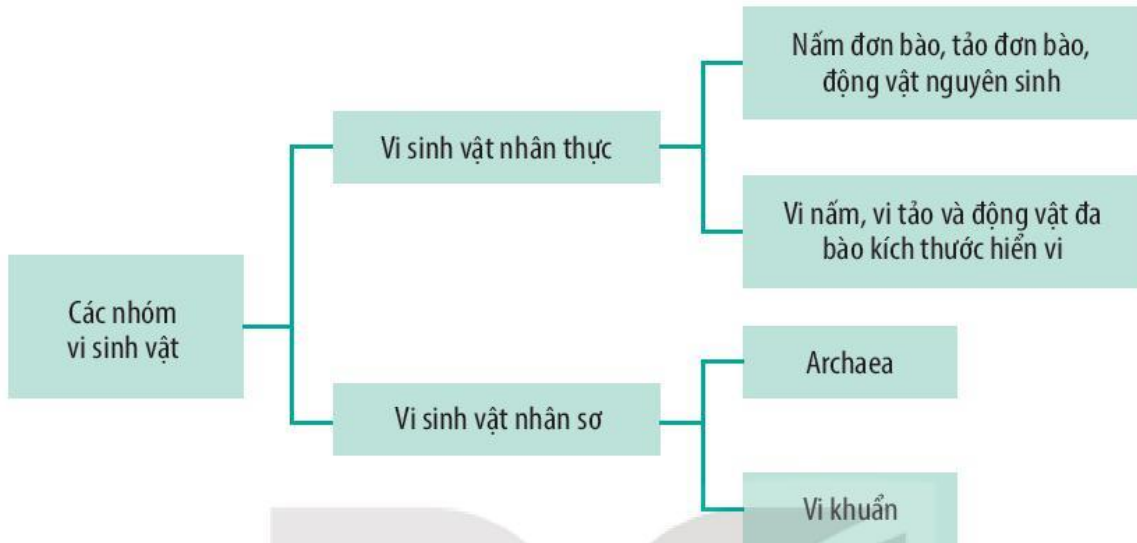 Nấm đơn bào, tảo đơn bào,
động vật nguyên sinh
Vi sinh vật nhân thực
Vi nấm, vi tảo và động vật đa
bào kích thước hiển vi
Các nhóm
vi sinh vật
Archaea
Vi sinh vật nhân sơ
Vi khuẩn